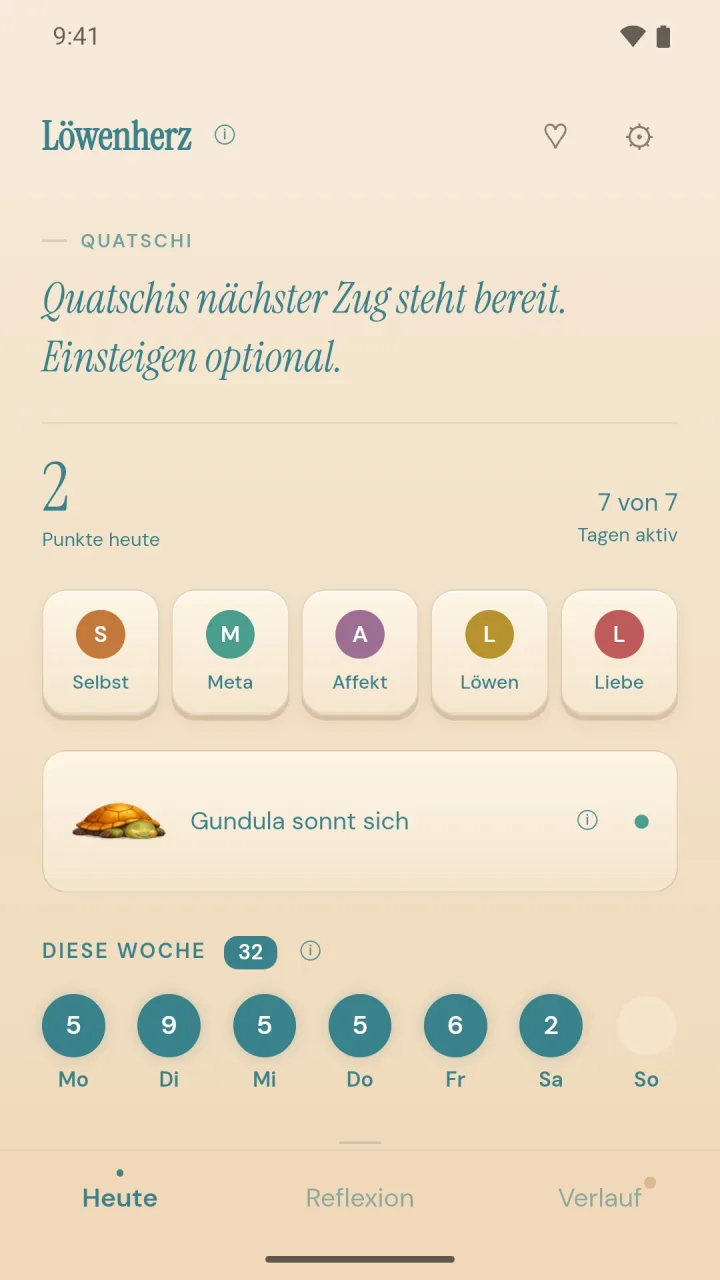 9:41
Löwenherz ⓘ
QUATSCHI
Quatschis nächster Zug steht bereit.
Einsteigen optional.
2
Punkte heute
7 von 7
Tagen aktiv
S M A L L
Selbst Meta Affekt Löwen Liebe
Gundula sonnt sich ⓘ
DIESE WOCHE 32 ⓘ
5 9 5 5 6 2
Mo Di Mi Do Fr Sa So
Heute Reflexion Verlauf